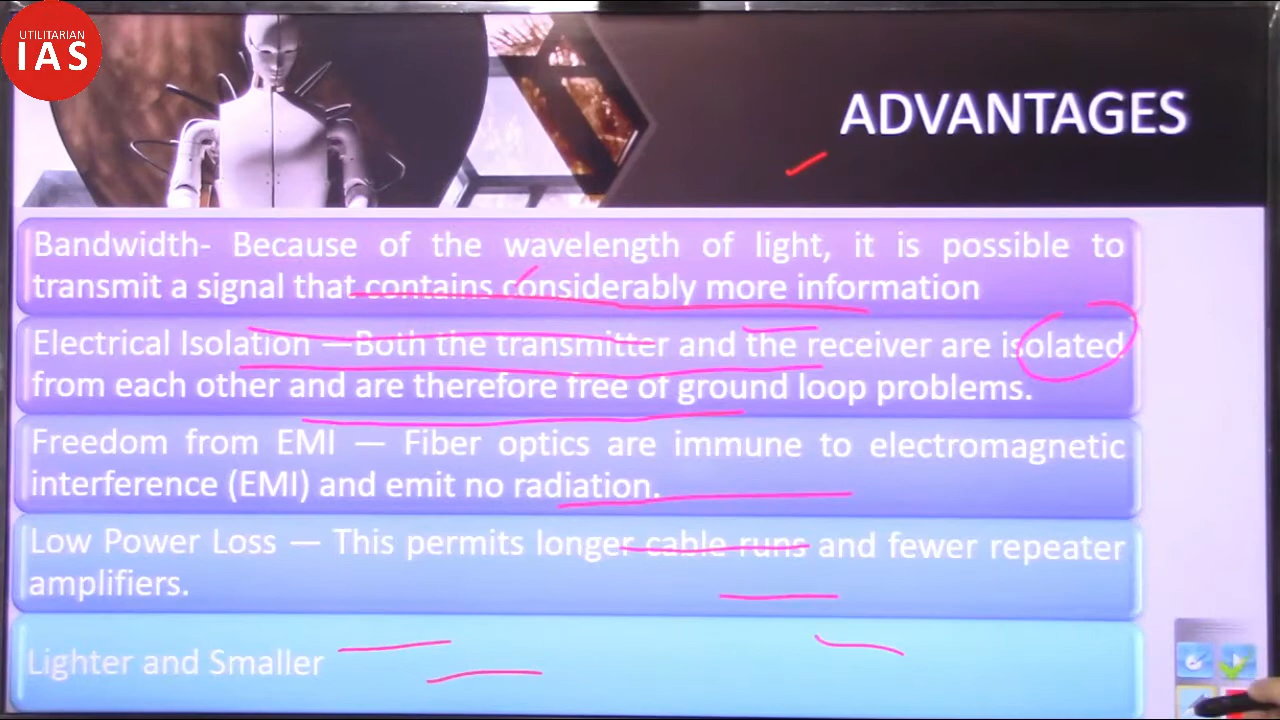 UTILITARIAN
IAS
ADVANTAGES
Bandwidth- Because of the wavelength of light, it is possible to
transmit a signal that contains considerably more information
Electrical Isolation —Both the transmitter and the receiver are isolated
from each other and are therefore free of ground loop problems.
Freedom from EMI — Fiber optics are immune to electromagnetic
interference (EMI) and emit no radiation.
Low Power Loss — This permits longer cable runs and fewer repeater
amplifiers.
Lighter and Smaller